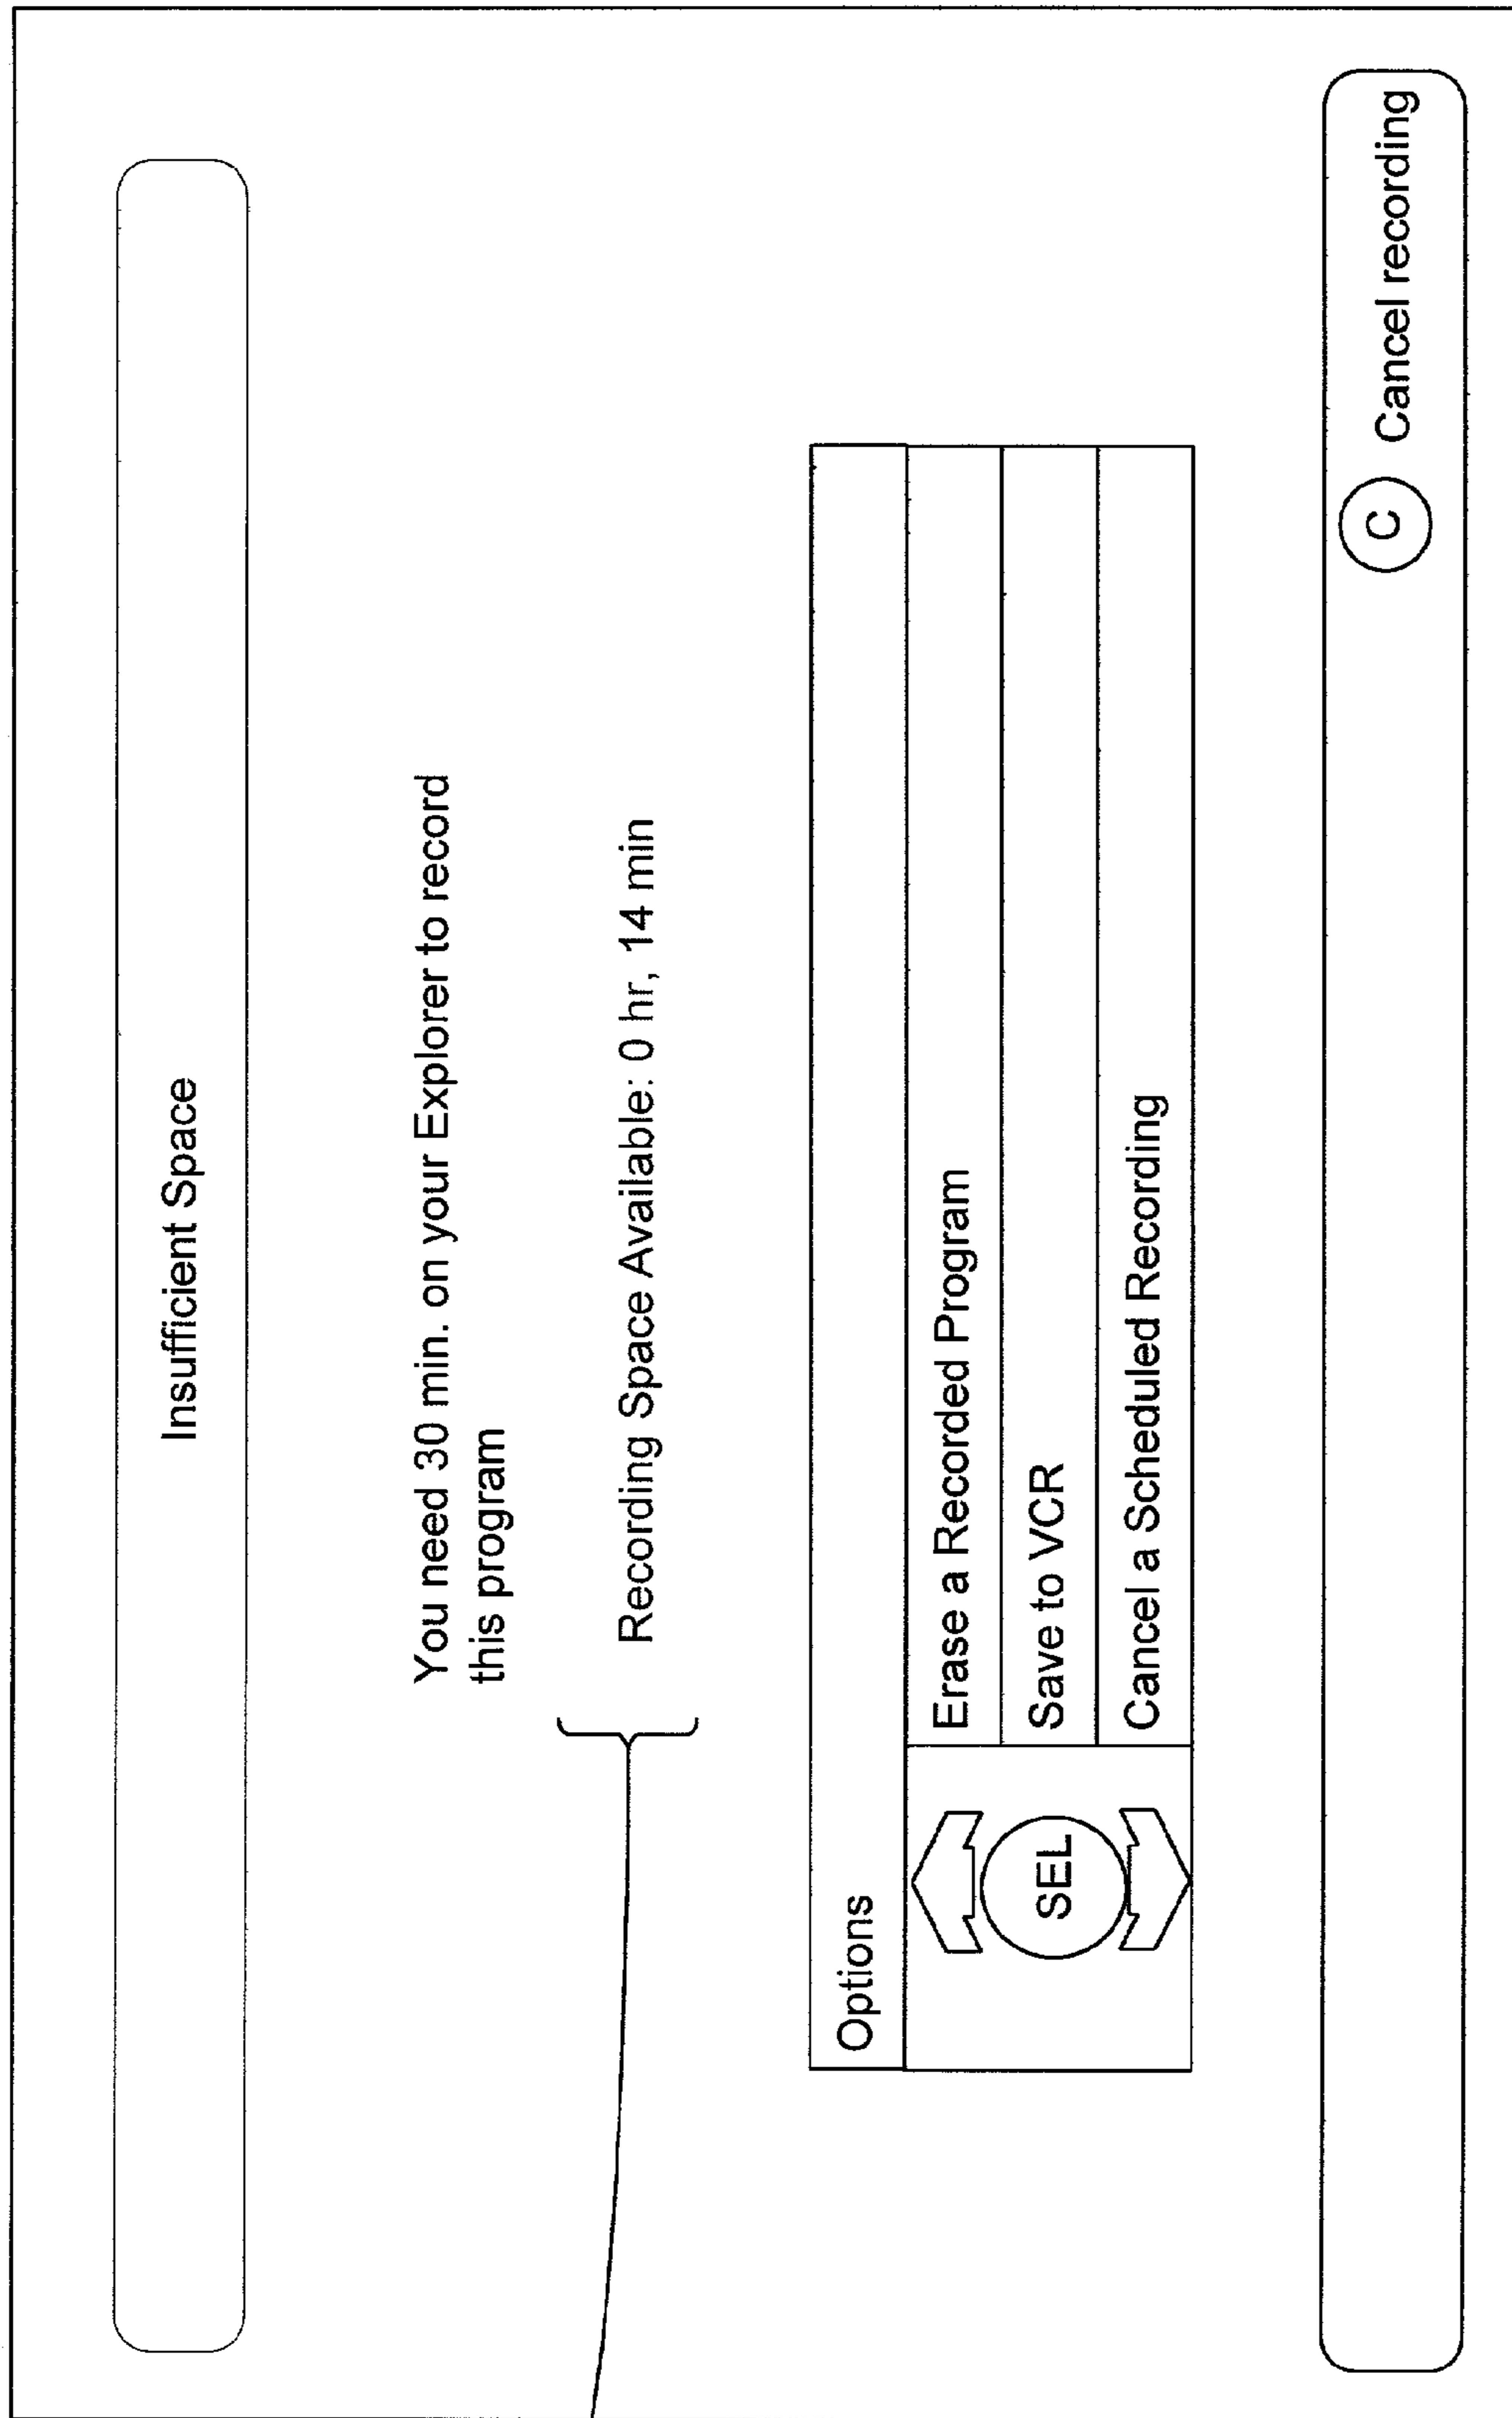 Insufficient Space
You need 30 min. on your Explorer to record
this program
Recording Space Available: 0 hr, 14 min
Options
SEL
Erase a Recorded Program
Save to VCR
Cancel a Scheduled Recording
C Cancel recording